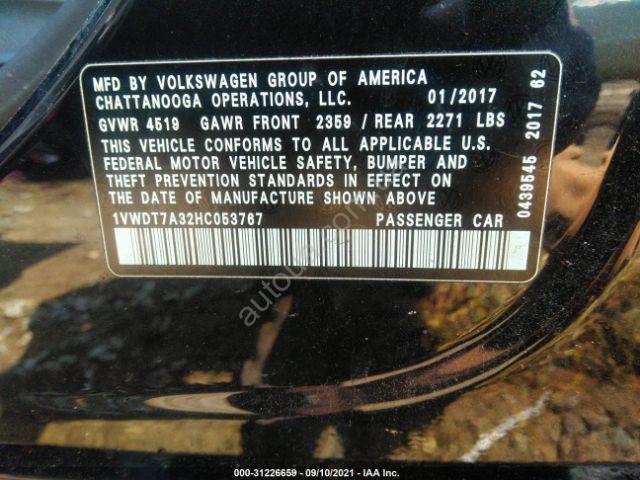 MFD BY VOLKSWAGEN GROUP OF AMERICA
CHATTANOOGA OPERATIONS, LLC. 01/2017
GVWR 4519 GAWR FRONT 2359 / REAR 2271 LBS
THIS VEHICLE CONFORMS TO ALL APPLICABLE U.S.
FEDERAL MOTOR VEHICLE SAFETY, BUMPER AND
THEFT PREVENTION STANDARDS IN EFFECT ON
THE DATE OF MANUFACTURE SHOWN ABOVE
1VWDT7A32HC053767 PASSENGER CAR
0439545 2017 62
000-31226659 - 09/10/2021 - IAA Inc.